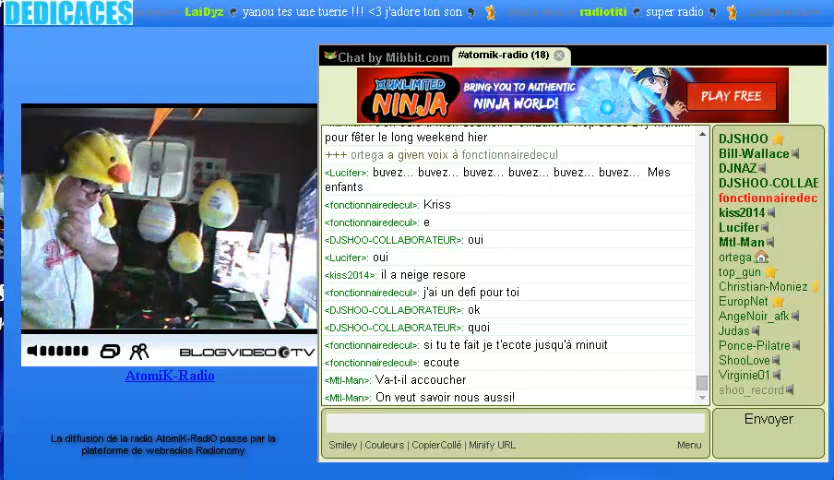 DEDICACES
LaiDyz yanou tes une tuerie !!! <3 j'adore ton son
radiotiti super radio
Chat by Mibbit.com
#atomik-radio (18)
UNLIMITED NINJA
BRING YOU TO AUTHENTIC
NINJA WORLD!
PLAY FREE
pour fêter le long weekend hier
+++ ortega a given voix à fonctionnairedecul
<Lucifer>: buvez... buvez... buvez... buvez... buvez... buvez... Mes
enfants
<fonctionnairedecul>: Kriss
<fonctionnairedecul>: e
<DJSHOO-COLLABORATEUR>: oui
<Lucifer>: oui
<kiss2014>: il a neige resore
<fonctionnairedecul>: j'ai un defi pour toi
<DJSHOO-COLLABORATEUR>: ok
<DJSHOO-COLLABORATEUR>: quoi
<fonctionnairedecul>: si tu te fait je t'ecote jusqu'à minuit
<fonctionnairedecul>: ecoute
<Mtl-Man>: Va-t-il accoucher
<Mtl-Man>: On veut savoir nous aussi!
DJSHOO
Bill-Wallace
DJNAZ
DJSHOO-COLLAE
fonctionnairedec
kiss2014
Lucifer
Mtl-Man
ortega
top_gun
Christian-Moniez
EuropNet
AngeNoir_afk
Judas
Ponce-Pilatre
ShooLove
Virginie01
shoo_record
Smiley | Couleurs | CopierCollé | Minify URL
Menu
Envoyer
BLOGVIDEO TV
AtomiK-Radio
La diffusion de la radio AtomiK-RadiO passe par la
plateforme de webradios Radionomy